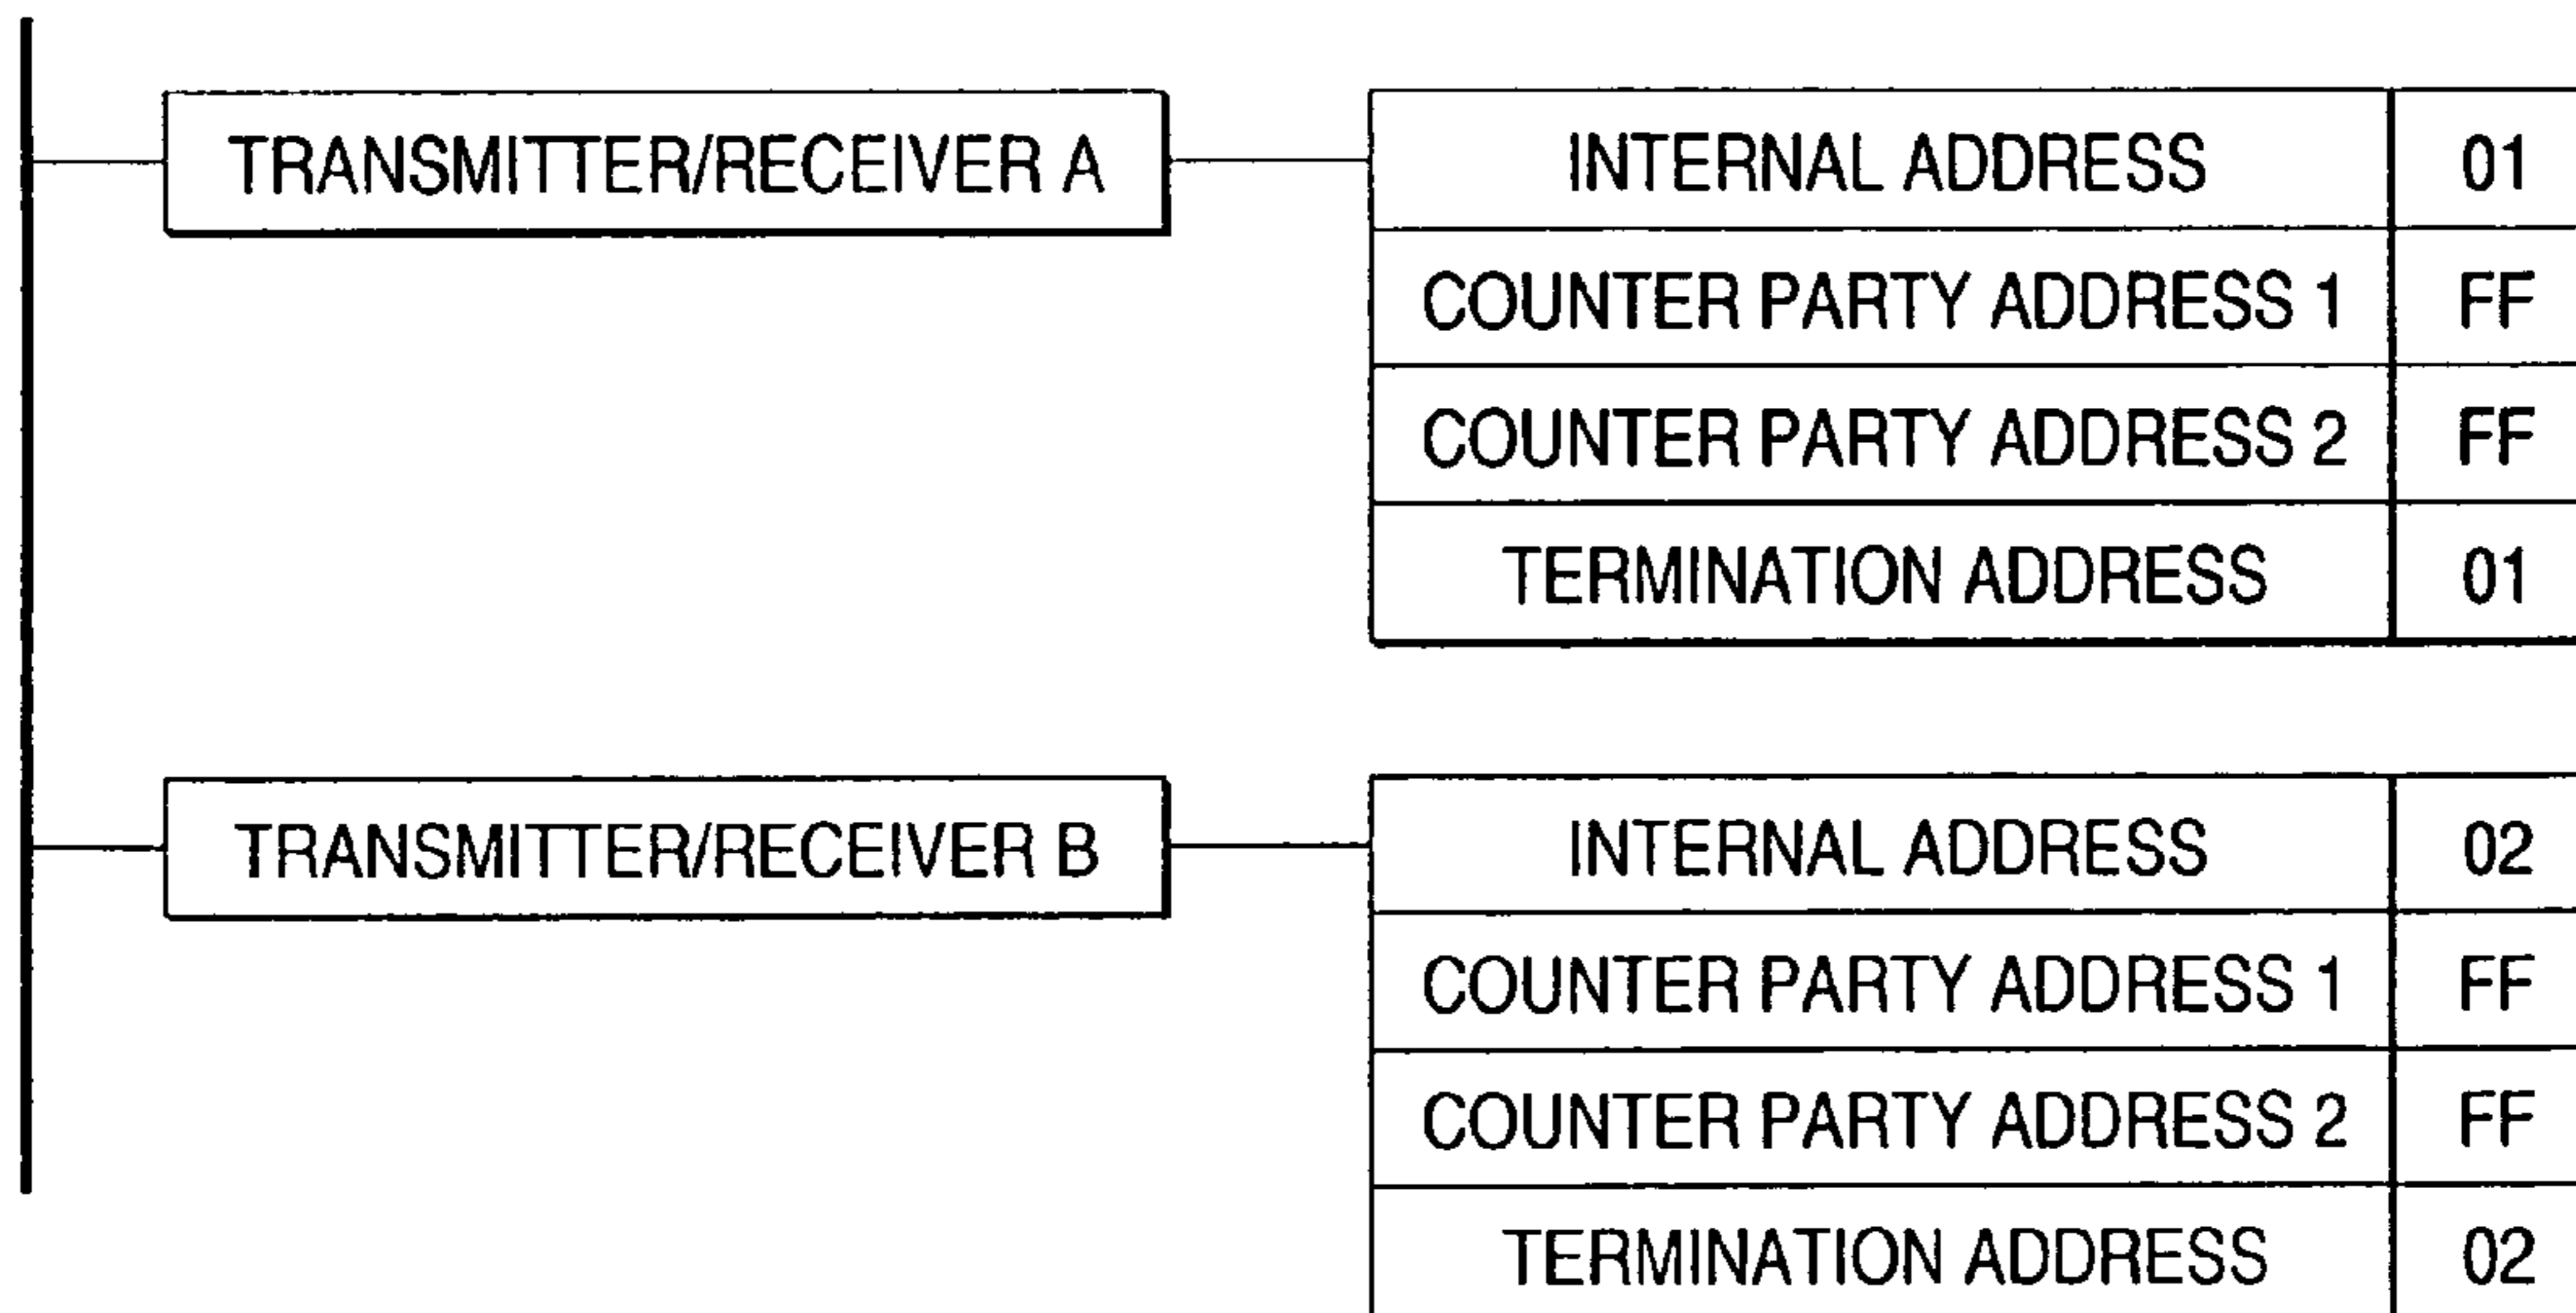 TRANSMITTER/RECEIVER A
INTERNAL ADDRESS 01
COUNTER PARTY ADDRESS 1 FF
COUNTER PARTY ADDRESS 2 FF
TERMINATION ADDRESS 01
TRANSMITTER/RECEIVER B
INTERNAL ADDRESS 02
COUNTER PARTY ADDRESS 1 FF
COUNTER PARTY ADDRESS 2 FF
TERMINATION ADDRESS 02